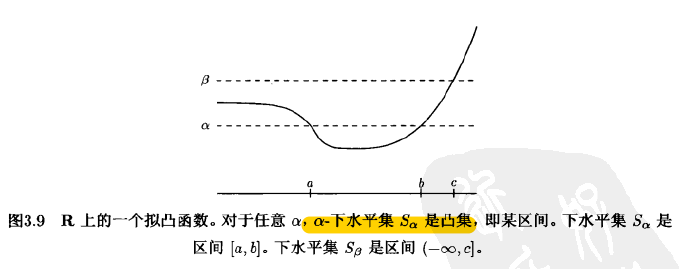 β
α
a b c
图3.9 R 上的一个拟凸函数。对于任意 α, α-下水平集 Sα 是凸集, 即某区间。下水平集 Sα 是
区间 [a, b]。下水平集 Sβ 是区间 (−∞, c]。